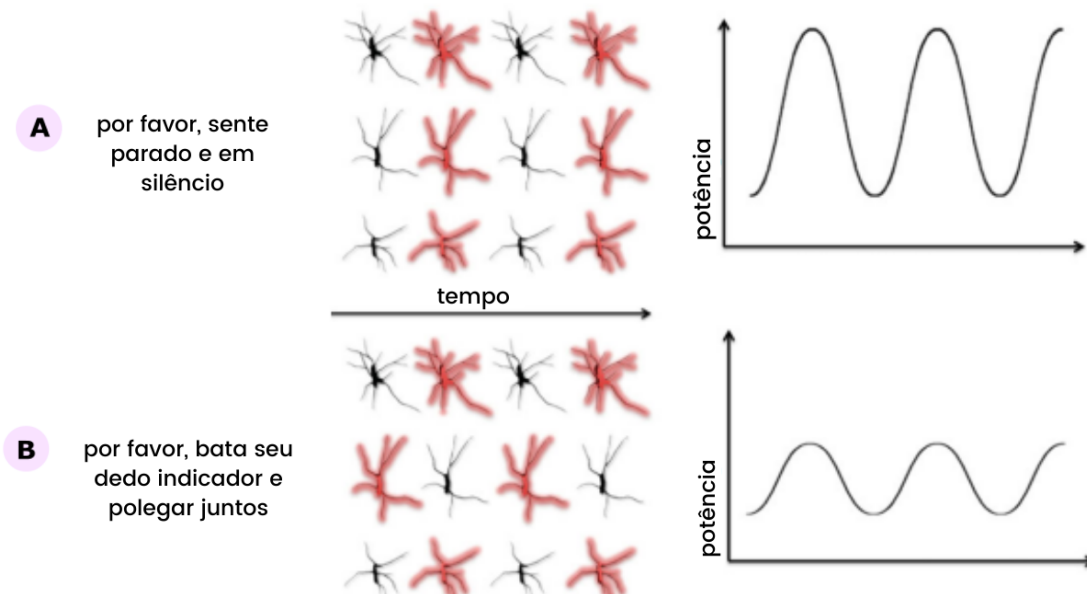 A
por favor, sente
parado e em
silêncio
potência
tempo
B
por favor, bata seu
dedo indicador e
polegar juntos
potência